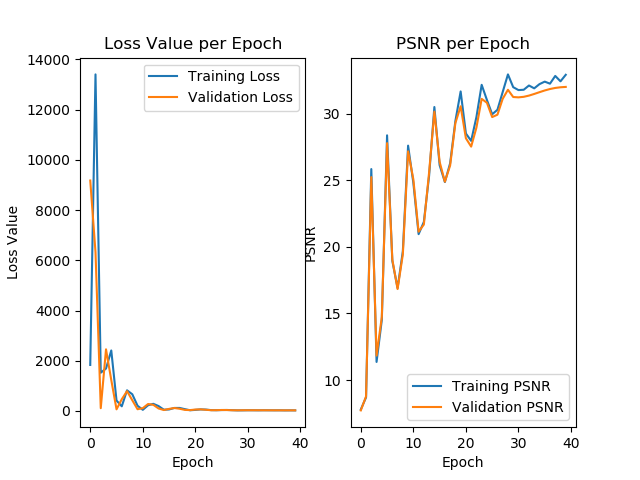 Loss Value per Epoch
Loss Value
14000
12000
10000
8000
6000
4000
2000
0
Training Loss
Validation Loss
0 10 20 30 40
Epoch
PSNR per Epoch
PSNR
30
25
20
15
10
Training PSNR
Validation PSNR
0 10 20 30 40
Epoch